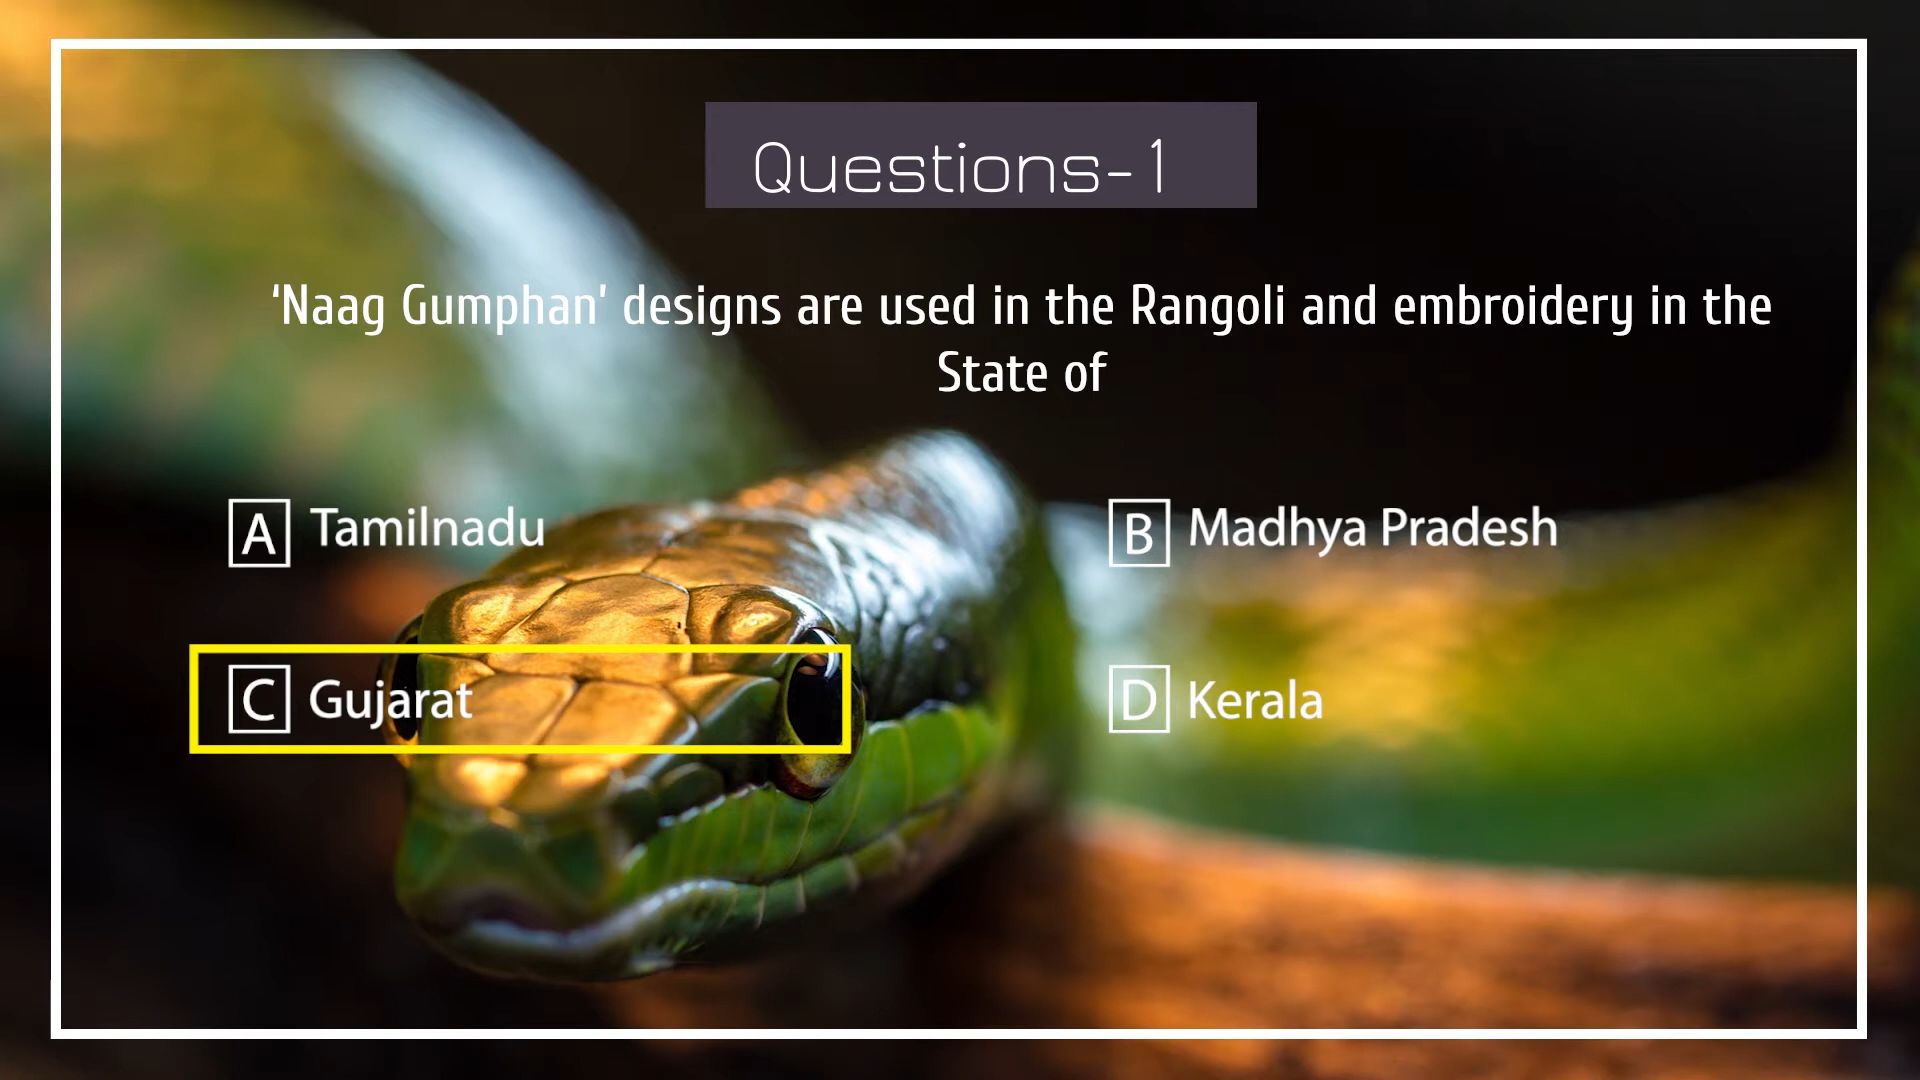 Questions-1
‘Naag Gumphan’ designs are used in the Rangoli and embroidery in the
State of
A Tamilnadu
B Madhya Pradesh
C Gujarat
D Kerala